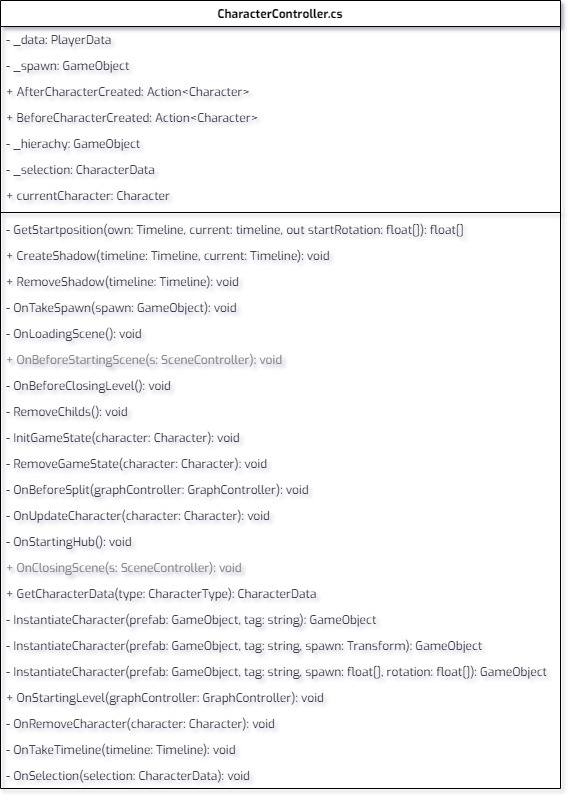 CharacterController.cs
- _data: PlayerData
- _spawn: GameObject
+ AfterCharacterCreated: Action<Character>
+ BeforeCharacterCreated: Action<Character>
- _hierachy: GameObject
- _selection: CharacterData
+ currentCharacter: Character
- GetStartposition(own: Timeline, current: timeline, out startRotation: float[]): float[]
+ CreateShadow(timeline: Timeline, current: Timeline): void
+ RemoveShadow(timeline: Timeline): void
- OnTakeSpawn(spawn: GameObject): void
- OnLoadingScene(): void
+ OnBeforeStartingScene(s: SceneController): void
- OnBeforeClosingLevel(): void
- RemoveChilds(): void
- InitGameState(character: Character): void
- RemoveGameState(character: Character): void
- OnBeforeSplit(graphController: GraphController): void
- OnUpdateCharacter(character: Character): void
- OnStartingHub(): void
+ OnClosingScene(s: SceneController): void
+ GetCharacterData(type: CharacterType): CharacterData
- InstantiateCharacter(prefab: GameObject, tag: string): GameObject
- InstantiateCharacter(prefab: GameObject, tag: string, spawn: Transform): GameObject
- InstantiateCharacter(prefab: GameObject, tag: string, spawn: float[], rotation: float[]): GameObject
+ OnStartingLevel(graphController: GraphController): void
- OnRemoveCharacter(character: Character): void
- OnTakeTimeline(timeline: Timeline): void
- OnSelection(selection: CharacterData): void